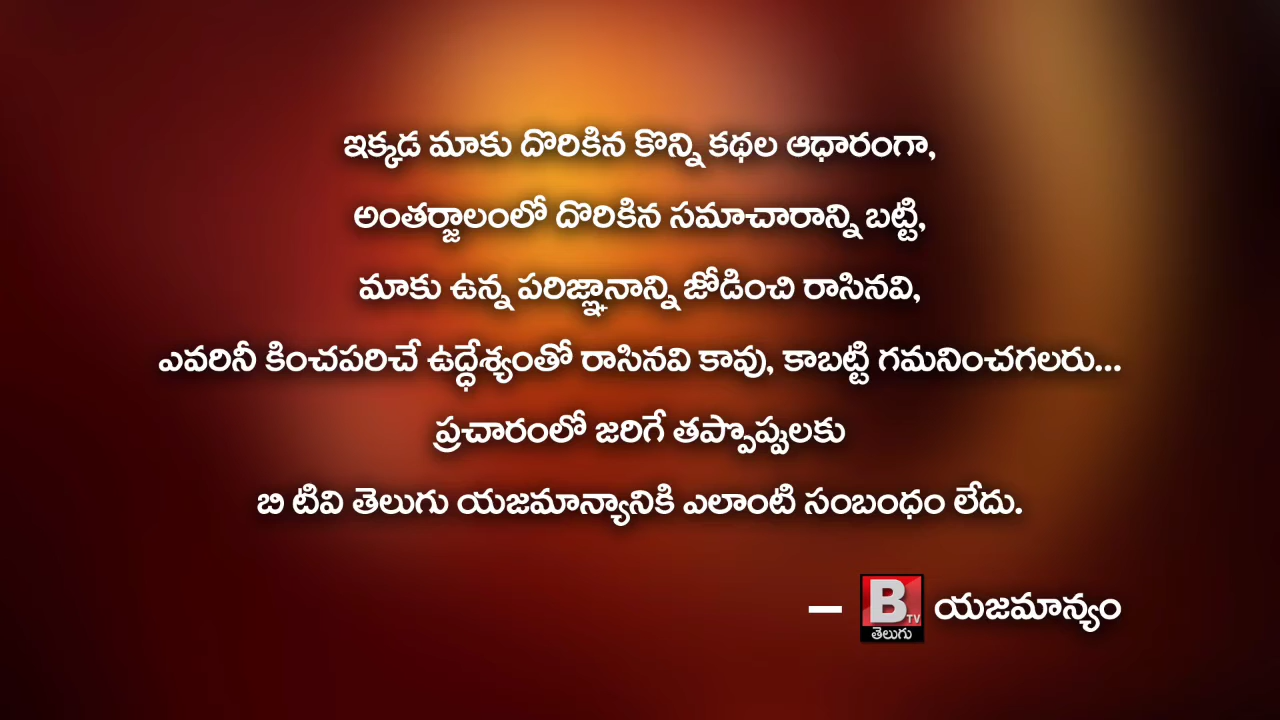 ఇక్కడ మాకు దొరికిన కొన్ని కథల ఆధారంగా,
అంతర్జాలంలో దొరికిన సమాచారాన్ని బట్టి,
మాకు ఉన్న పరిజ్ఞానాన్ని జోడించి రాసినవి,
ఎవరినీ కించపరిచే ఉద్ధేశ్యంతో రాసినవి కావు, కాబట్టి గమనించగలరు...
ప్రచారంలో జరిగే తప్పొప్పులకు
బి టివి తెలుగు యజమాన్యానికి ఎలాంటి సంబంధం లేదు.
– B TV తెలుగు యజమాన్యం